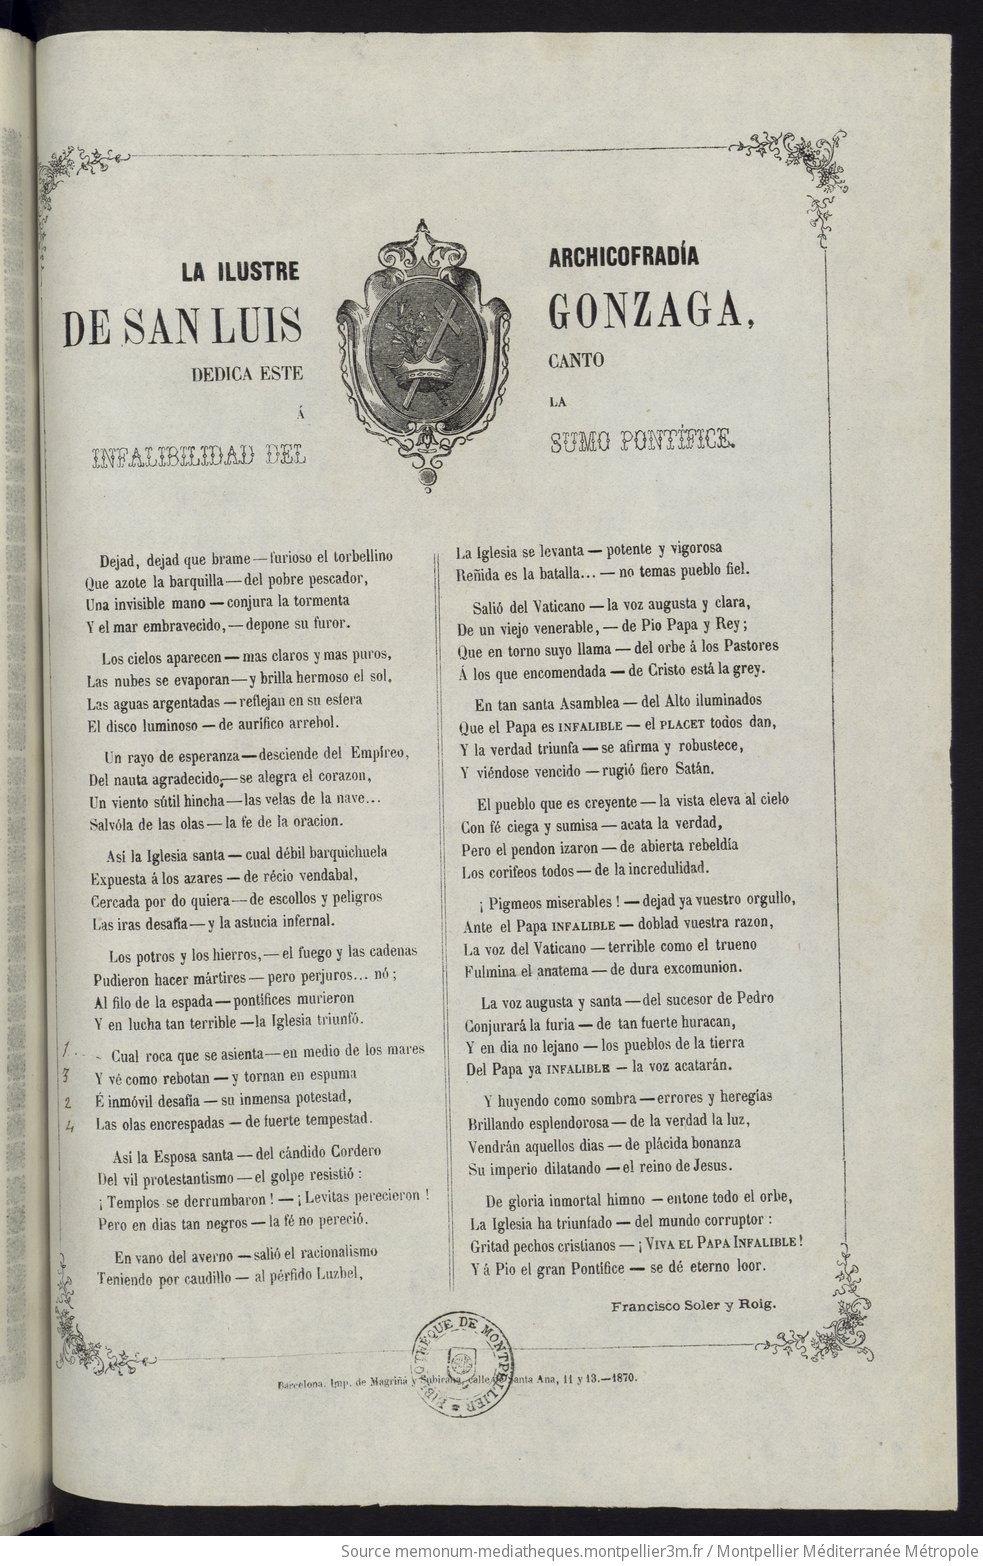 LA ILUSTRE ARCHICOFRADÍA
DE SAN LUIS GONZAGA,
DEDICA ESTE CANTO
Á LA
INFALIBILIDAD DEL SUMO PONTÍFICE.
Dejad, dejad que brame—furioso el torbellino
Que azote la barquilla—del pobre pescador,
Una invisible mano—conjura la tormenta
Y el mar embravecido,—depone su furor.
Los cielos aparecen—mas claros y mas puros,
Las nubes se evaporan—y brilla hermoso el sol,
Las aguas argentadas—reflejan en su esfera
El disco luminoso—de aurífico arrebol.
Un rayo de esperanza—desciende del Empíreo,
Del nauta agradecido,—se alegra el corazon,
Un viento sútil hincha—las velas de la nave...
Salvóla de las olas—la fe de la oracion.
Así la Iglesia santa—cual débil barquichuela
Expuesta á los azares—de récio vendabal,
Cercada por do quiera—de escollos y peligros
Las iras desafia—y la astucia infernal.
Los potros y los hierros,—el fuego y las cadenas
Pudieron hacer mártires—pero perjuros... nó;
Al filo de la espada—pontífices murieron
Y en lucha tan terrible—la Iglesia triunfó.
1 Cual roca que se asienta—en medio de los mares
3 Y vé como rebotan—y tornan en espuma
2 É inmóvil desafia—su inmensa potestad,
4 Las olas encrespadas—de fuerte tempestad.
Así la Esposa santa—del cándido Cordero
Del vil protestantismo—el golpe resistió:
¡Templos se derrumbaron!—¡Levitas perecieron!
Pero en dias tan negros—la fé no pereció.
En vano del averno—salió el racionalismo
Teniendo por caudillo—al pérfido Luzbel,
La Iglesia se levanta—potente y vigorosa
Reñida es la batalla...—no temas pueblo fiel.
Salió del Vaticano—la voz augusta y clara,
De un viejo venerable,—de Pio Papa y Rey;
Que en torno suyo llama—del orbe á los Pastores
Á los que encomendada—de Cristo está la grey.
En tan santa Asamblea—del Alto iluminados
Que el Papa es INFALIBLE—el PLACET todos dan,
Y la verdad triunfa—se afirma y robustece,
Y viéndose vencido—rugió fiero Satán.
El pueblo que es creyente—la vista eleva al cielo
Con fé ciega y sumisa—acata la verdad,
Pero el pendon izaron—de abierta rebeldía
Los corifeos todos—de la incredulidad.
¡Pigmeos miserables!—dejad ya vuestro orgullo,
Ante el Papa INFALIBLE—doblad vuestra razon,
La voz del Vaticano—terrible como el trueno
Fulmina el anatema—de dura excomunion.
La voz augusta y santa—del sucesor de Pedro
Conjurará la furia—de tan fuerte huracan,
Y en dia no lejano—los pueblos de la tierra
Del Papa ya INFALIBLE—la voz acatarán.
Y huyendo como sombra—errores y heregías
Brillando esplendorosa—de la verdad la luz,
Vendrán aquellos dias—de plácida bonanza
Su imperio dilatando—el reino de Jesus.
De gloria inmortal himno—entone todo el orbe,
La Iglesia ha triunfado—del mundo corruptor:
Gritad pechos cristianos—¡VIVA EL PAPA INFALIBLE!
Y á Pio el gran Pontífice—se dé eterno loor.
Francisco Soler y Roig.
BIBLIOTHÈQUE DE MONTPELLIER
Barcelona. Imp. de Magriñá y Subirana, calle de Santa Ana, 11 y 13.—1870.
Source memonum-mediatheques.montpellier3m.fr / Montpellier Méditerranée Métropole